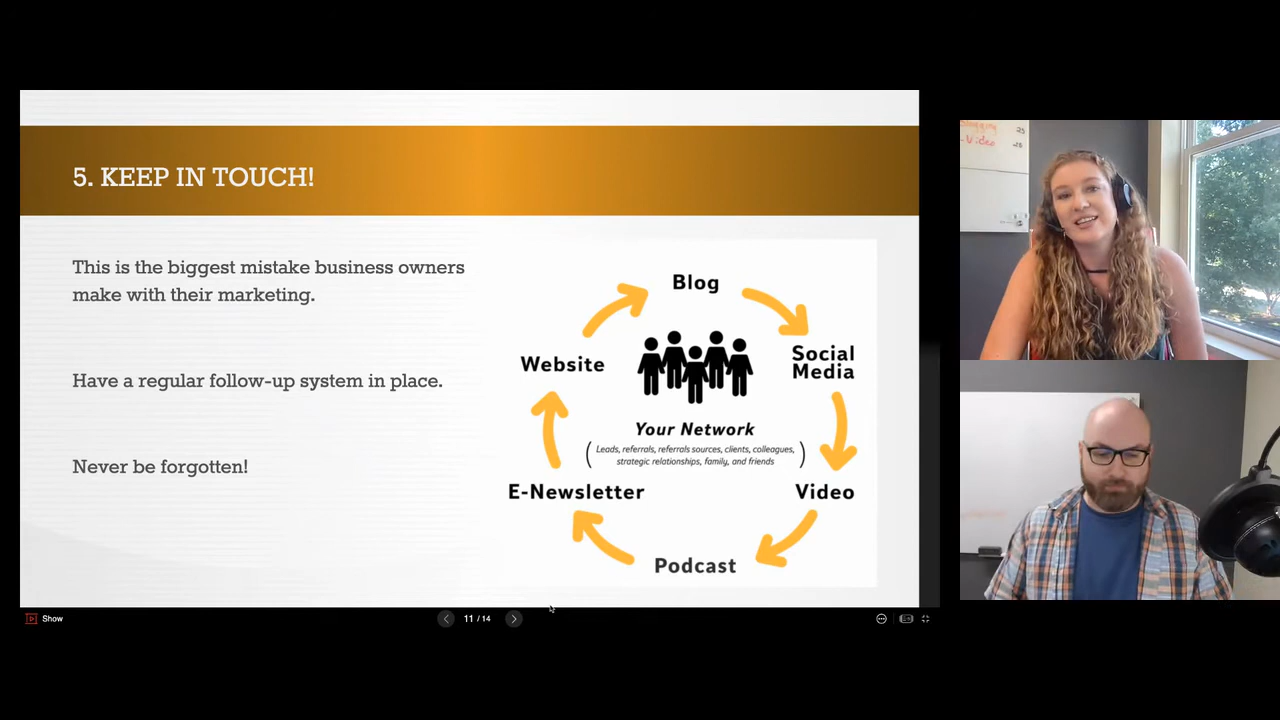 5. KEEP IN TOUCH!
This is the biggest mistake business owners
make with their marketing.
Have a regular follow-up system in place.
Never be forgotten!
Blog
Social
Media
Video
Podcast
E-Newsletter
Website
Your Network
( Leads, referrals, referrals sources, clients, colleagues,
strategic relationships, family, and friends )
Show
11 / 14
Video